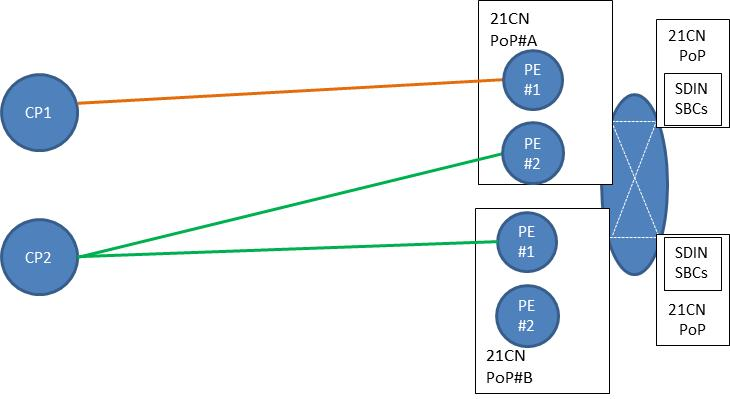 21CN
PoP#A
PE
#1
CP1
PE
#2
21CN
PoP
SDIN
SBCs
CP2
PE
#1
PE
#2
21CN
PoP#B
SDIN
SBCs
21CN
PoP